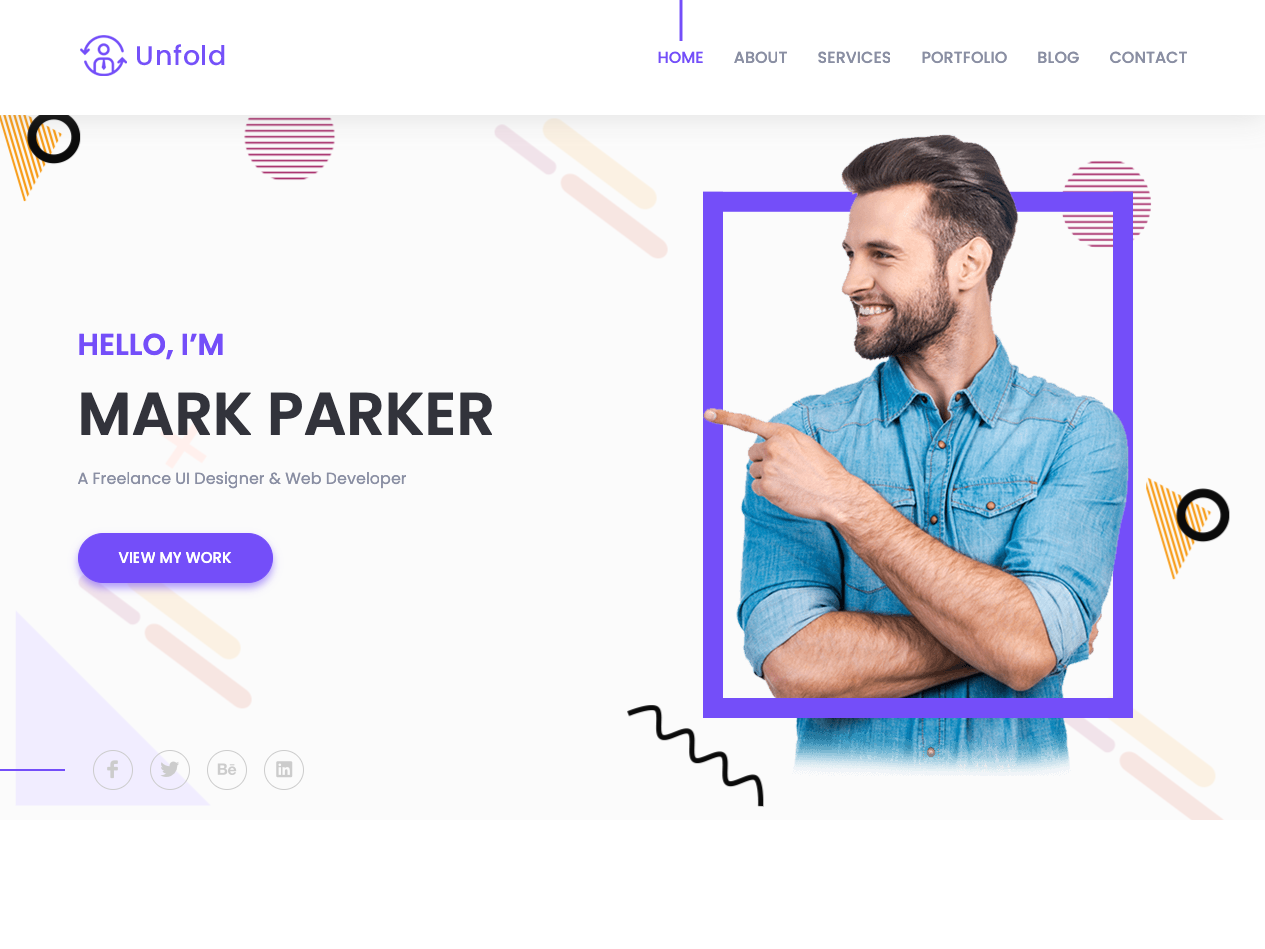 Unfold
HOME ABOUT SERVICES PORTFOLIO BLOG CONTACT
HELLO, I’M
MARK PARKER
A Freelance UI Designer & Web Developer
VIEW MY WORK
Bē